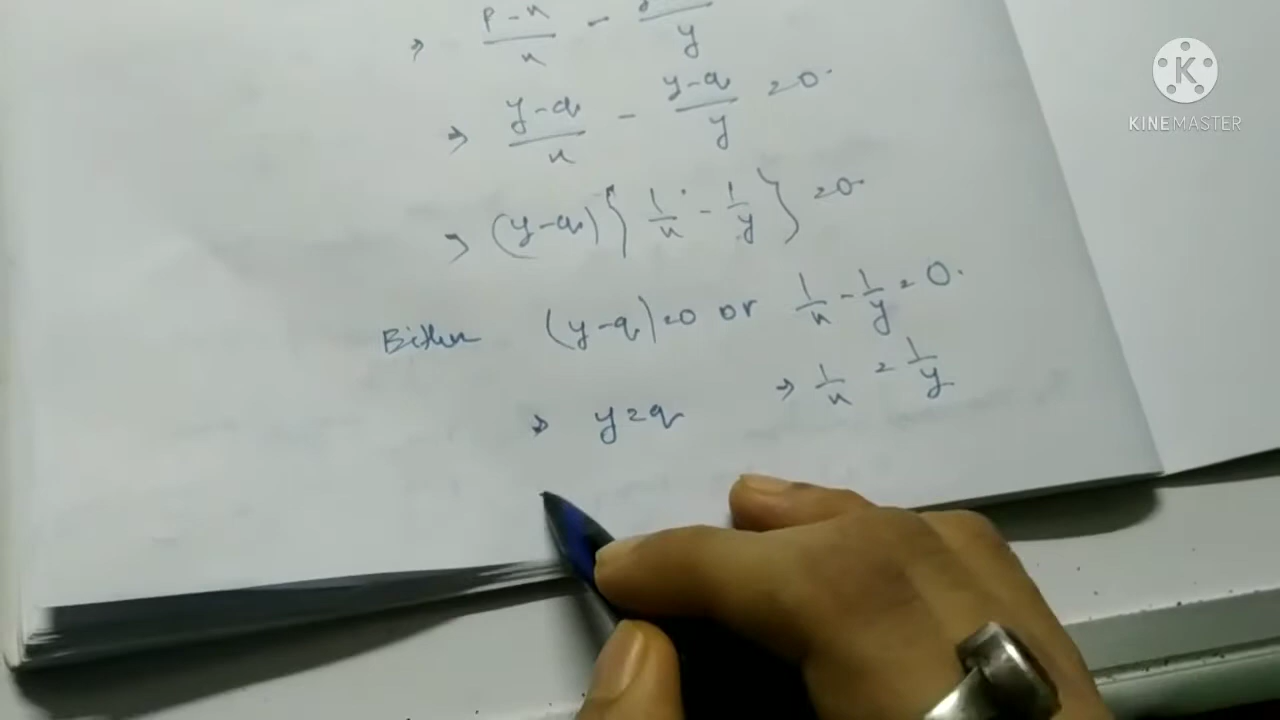 ⇒ p-x/x - /y
⇒ y-q/x - y-q/y = 0.
⇒ (y-q) { 1/x - 1/y } = 0.
Either (y-q) = 0 or 1/x - 1/y = 0.
⇒ y = q ⇒ 1/x = 1/y
K
KINEMASTER